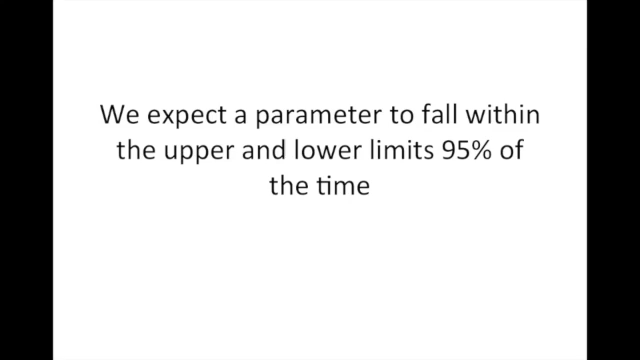 We expect a parameter to fall within
the upper and lower limits 95% of
the time